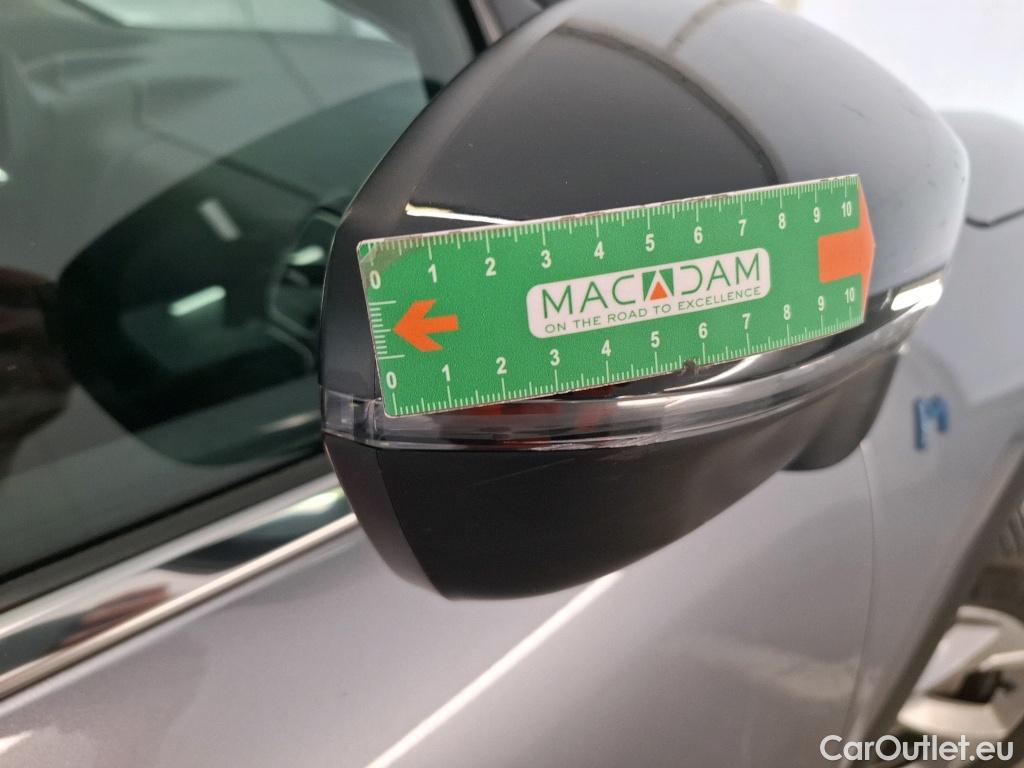 0 1 2 3 4 5 6 7 8 9 10
MACADAM
ON THE ROAD TO EXCELLENCE
0 1 2 3 4 5 6 7 8 9 10
CarOutlet.eu